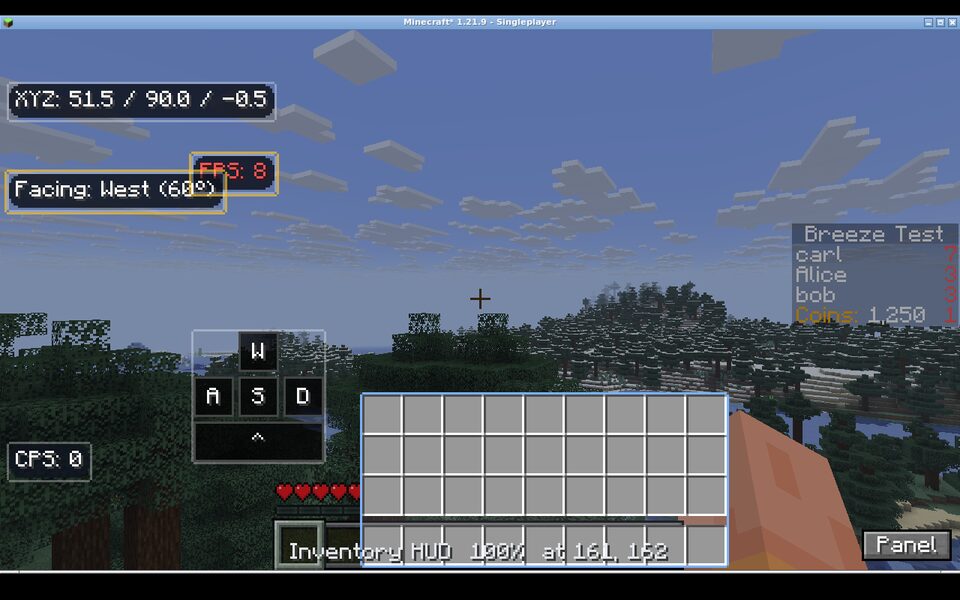 Minecraft* 1.21.9 - Singleplayer
XYZ: 51.5 / 90.0 / -0.5
FPS: 8
Facing: West (60°)
Breeze Test
carl 7
Alice
bob 3
Coins: 1,250 1
W
A S D
^
CPS: 0
Inventory HUD 100% at 161, 162
Panel